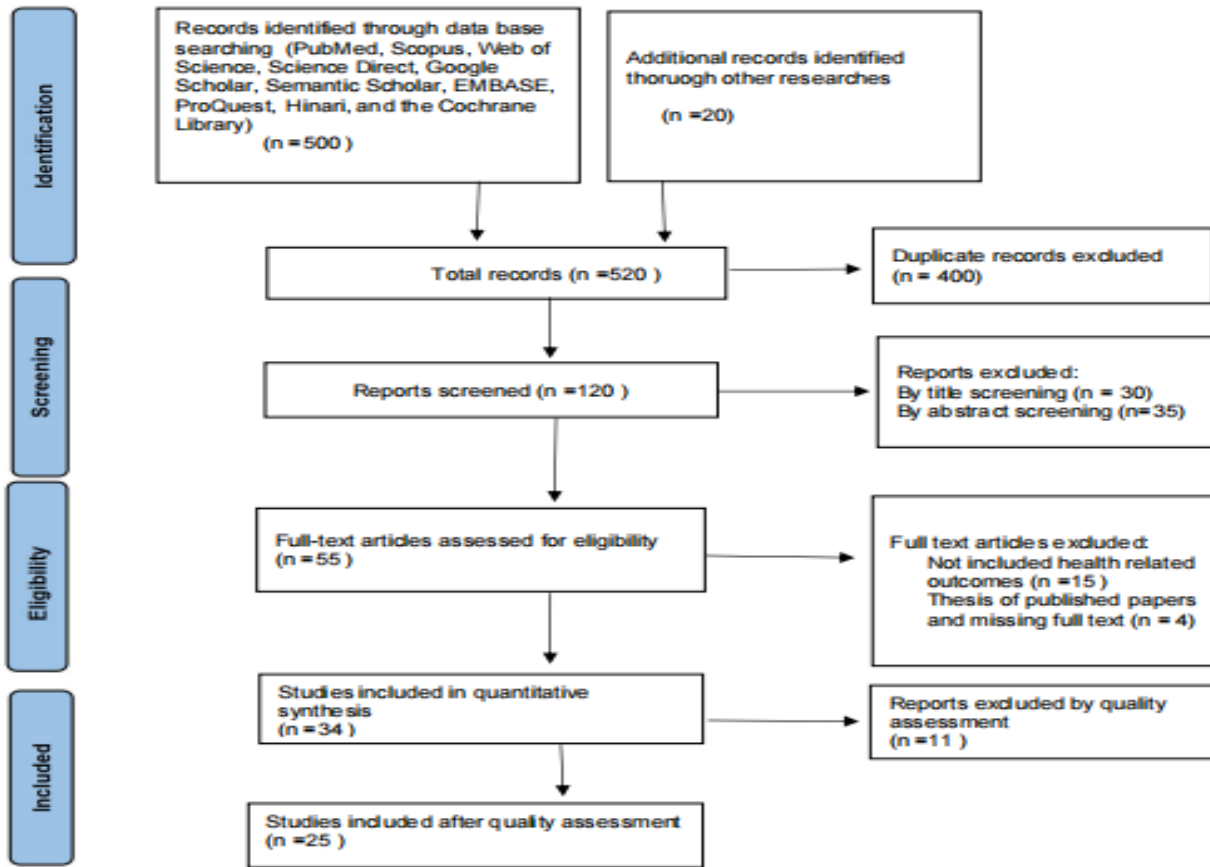 Identification
Records identified through data base
searching (PubMed, Scopus, Web of
Science, Science Direct, Google
Scholar, Semantic Scholar, EMBASE,
ProQuest, Hinari, and the Cochrane
Library)
(n =500 )
Additional records identified
thoruogh other researches
(n =20)
Total records (n =520 )
Duplicate records excluded
(n = 400)
Screening
Reports screened (n =120 )
Reports excluded:
By title screening (n = 30)
By abstract screening (n=35)
Eligibility
Full-text articles assessed for eligibility
(n =55 )
Full text articles excluded:
Not included health related
outcomes (n =15 )
Thesis of published papers
and missing full text (n = 4)
Included
Studies included in quantitative
synthesis
(n =34 )
Reports excluded by quality
assessment
(n =11 )
Studies included after quality assessment
(n =25 )